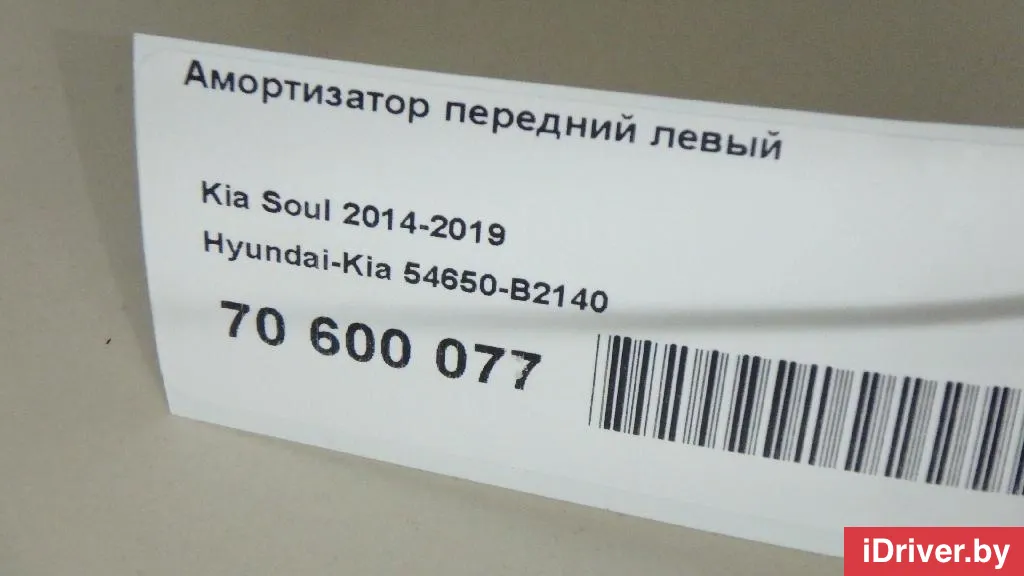 Амортизатор передний левый
Kia Soul 2014-2019
Hyundai-Kia 54650-B2140
70 600 077
iDriver.by